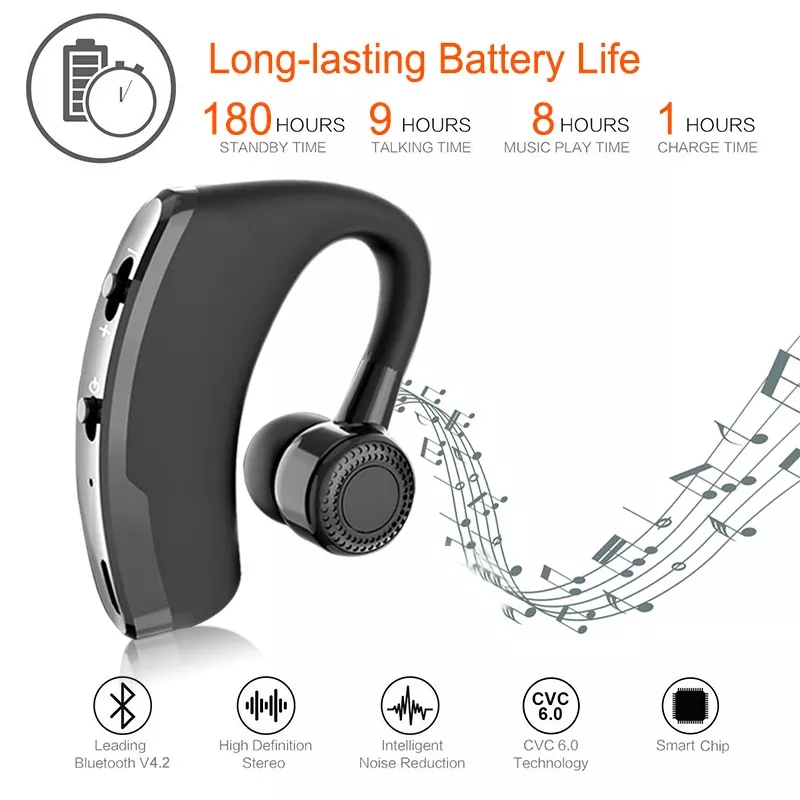 Long-lasting Battery Life
180 HOURS
STANDBY TIME
9 HOURS
TALKING TIME
8 HOURS
MUSIC PLAY TIME
1 HOURS
CHARGE TIME
Leading
Bluetooth V4.2
High Definition
Stereo
Intelligent
Noise Reduction
CVC
6.0
CVC 6.0
Technology
Smart Chip